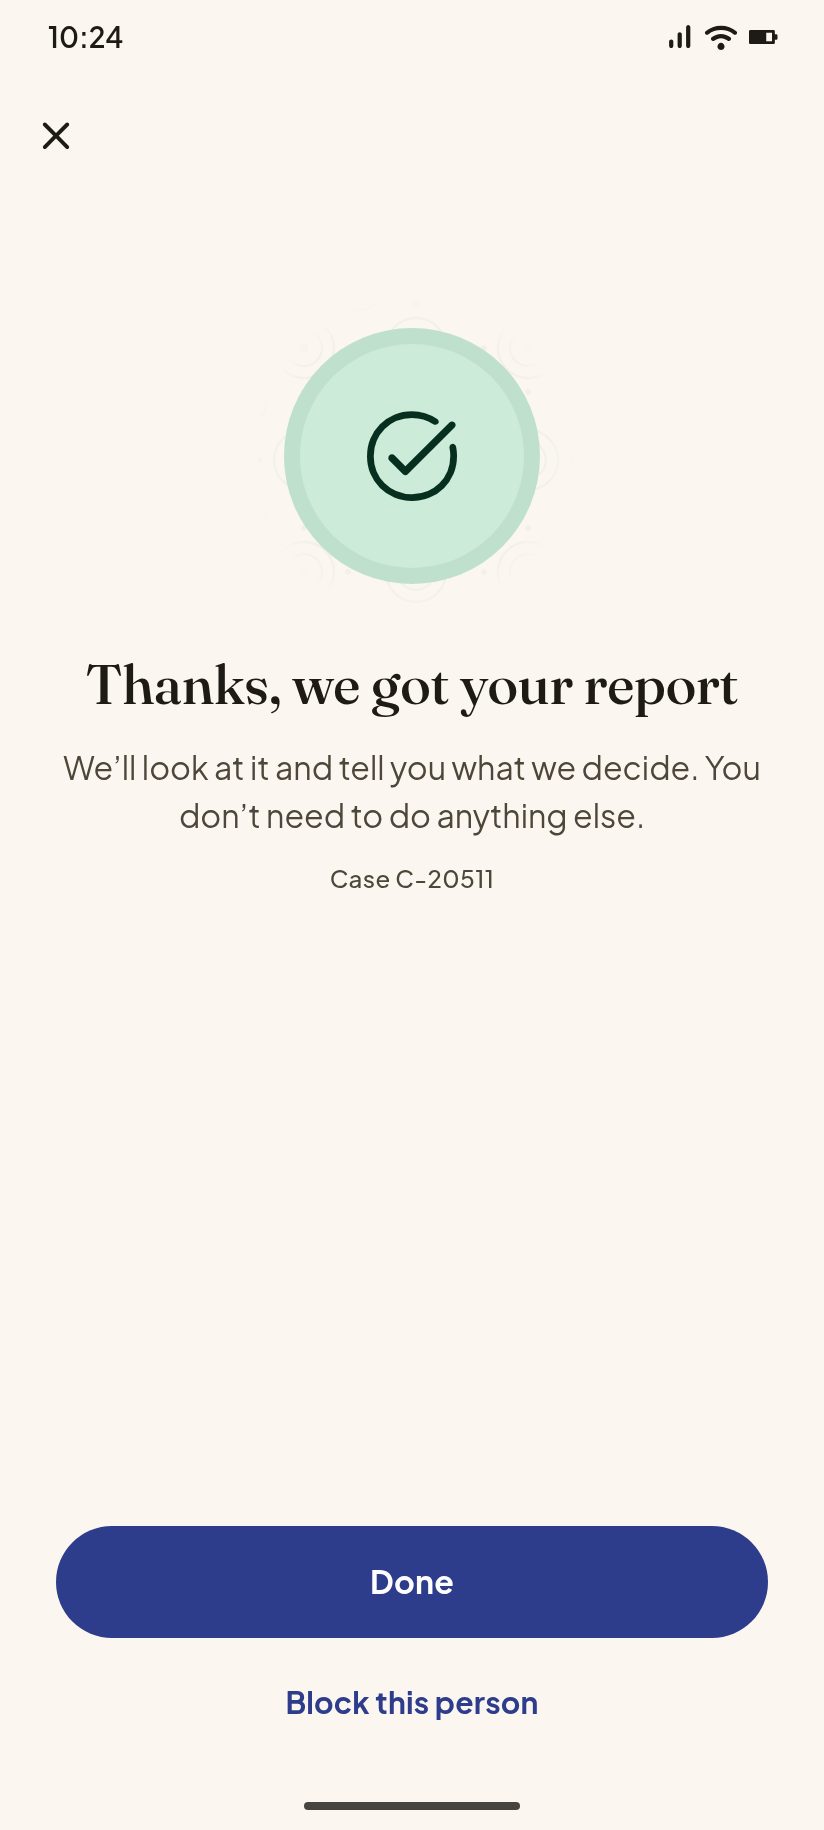 10:24
Thanks, we got your report
We’ll look at it and tell you what we decide. You
don’t need to do anything else.
Case C-20511
Done
Block this person